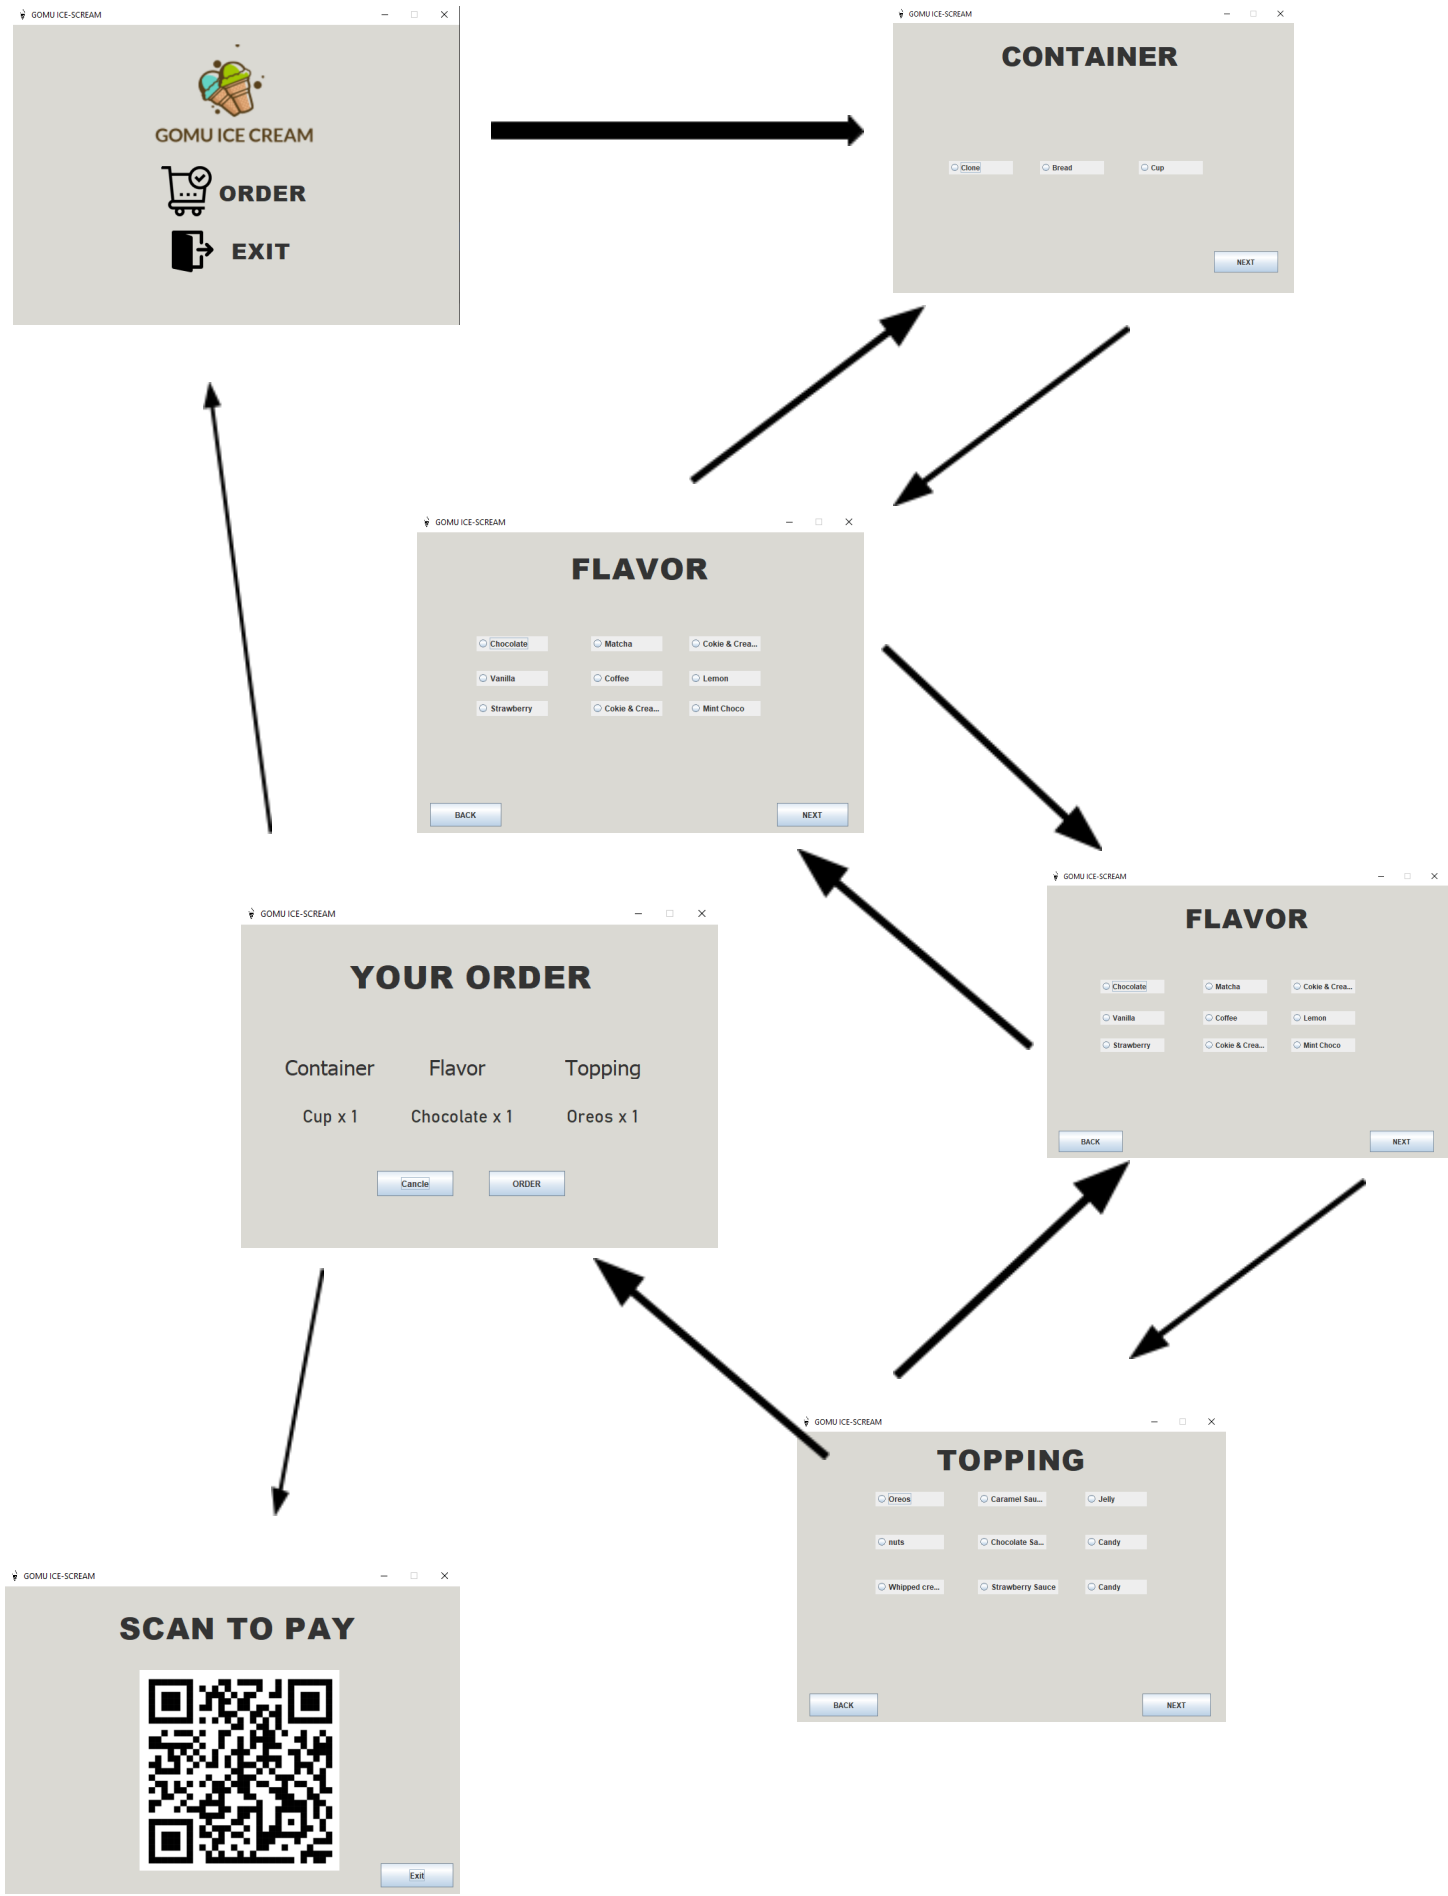 GOMU ICE-SCREAM
GOMU ICE CREAM
ORDER
EXIT
GOMU ICE-SCREAM
CONTAINER
Clone Bread Cup
NEXT
GOMU ICE-SCREAM
FLAVOR
Chocolate Matcha Cokie & Crea...
Vanilla Coffee Lemon
Strawberry Cokie & Crea... Mint Choco
BACK NEXT
GOMU ICE-SCREAM
FLAVOR
Chocolate Matcha Cokie & Crea...
Vanilla Coffee Lemon
Strawberry Cokie & Crea... Mint Choco
BACK NEXT
GOMU ICE-SCREAM
YOUR ORDER
Container Flavor Topping
Cup x 1 Chocolate x 1 Oreos x 1
Cancle ORDER
GOMU ICE-SCREAM
TOPPING
Oreos Caramel Sau... Jelly
nuts Chocolate Sa... Candy
Whipped cre... Strawberry Sauce Candy
BACK NEXT
GOMU ICE-SCREAM
SCAN TO PAY
Exit